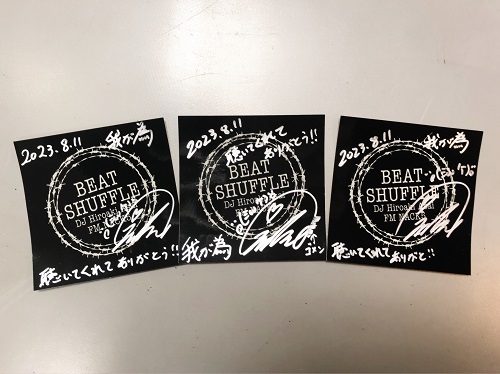 2023.8.11
我が為
BEAT
SHUFFLE
DJ Hiroaki
FM NACK5
聴いてくれて ありがとう!!
2023.8.11
聴いてくれて
ありがとう!!
BEAT
SHUFFLE
DJ Hiroaki
我が為
2023.8.11
我が為
BEAT
SHUFFLE
DJ Hiroaki
FM NACK5
聴いてくれて ありがと!!